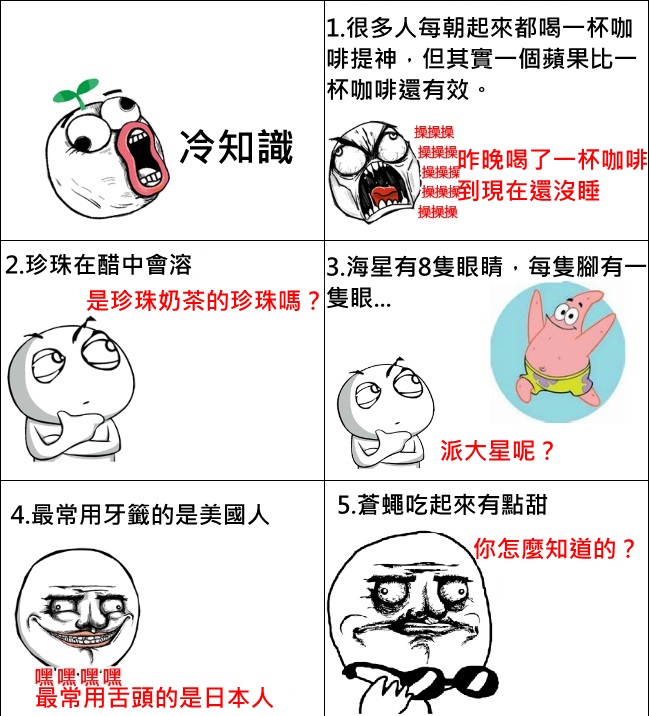 冷知識
1.很多人每朝起來都喝一杯咖
啡提神，但其實一個蘋果比一
杯咖啡還有效。
操操操
操操操
操操操
操操操
操操操
昨晚喝了一杯咖啡
到現在還沒睡
2.珍珠在醋中會溶
是珍珠奶茶的珍珠嗎？
3.海星有8隻眼睛，每隻腳有一
隻眼...
派大星呢？
4.最常用牙籤的是美國人
嘿嘿嘿嘿
最常用舌頭的是日本人
5.蒼蠅吃起來有點甜
你怎麼知道的？